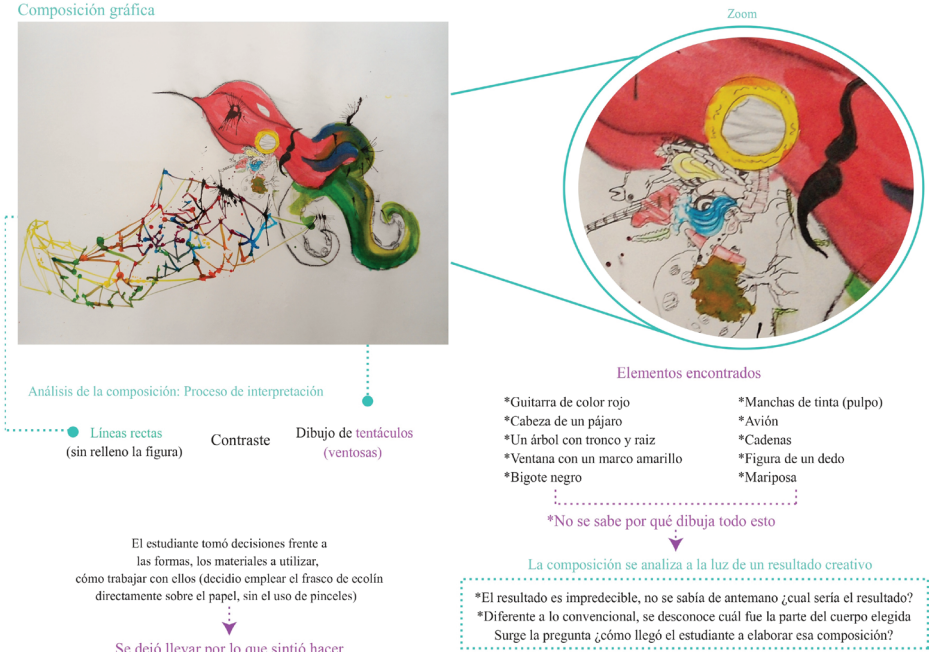 Composición gráfica
Zoom
Análisis de la composición: Proceso de interpretación
Líneas rectas
(sin relleno la figura)
Contraste
Dibujo de tentáculos
(ventosas)
El estudiante tomó decisiones frente a
las formas, los materiales a utilizar,
cómo trabajar con ellos (decidio emplear el frasco de ecolín
directamente sobre el papel, sin el uso de pinceles)
Se dejó llevar por lo que sintió hacer
Elementos encontrados
*Guitarra de color rojo
*Cabeza de un pájaro
*Un árbol con tronco y raiz
*Ventana con un marco amarillo
*Bigote negro
*Manchas de tinta (pulpo)
*Avión
*Cadenas
*Figura de un dedo
*Mariposa
*No se sabe por qué dibuja todo esto
La composición se analiza a la luz de un resultado creativo
*El resultado es impredecible, no se sabía de antemano ¿cual sería el resultado?
*Diferente a lo convencional, se desconoce cuál fue la parte del cuerpo elegida
Surge la pregunta ¿cómo llegó el estudiante a elaborar esa composición?